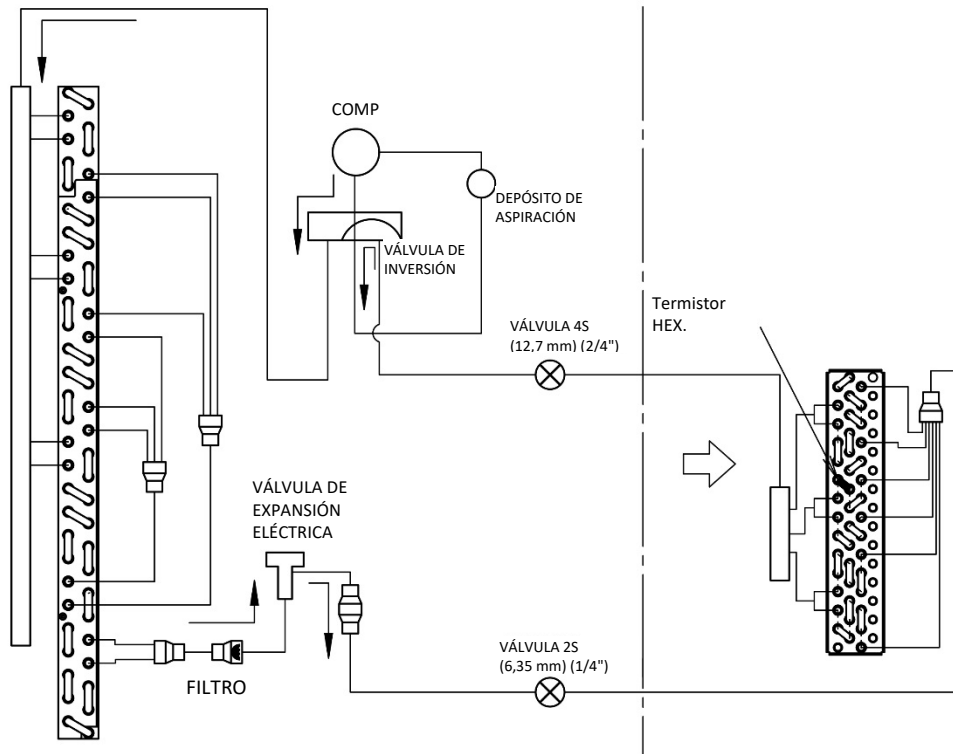 COMP
DEPÓSITO DE
ASPIRACIÓN
VÁLVULA DE
INVERSIÓN
VÁLVULA 4S
(12,7 mm) (2/4")
Termistor
HEX.
VÁLVULA DE
EXPANSIÓN
ELÉCTRICA
FILTRO
VÁLVULA 2S
(6,35 mm) (1/4")